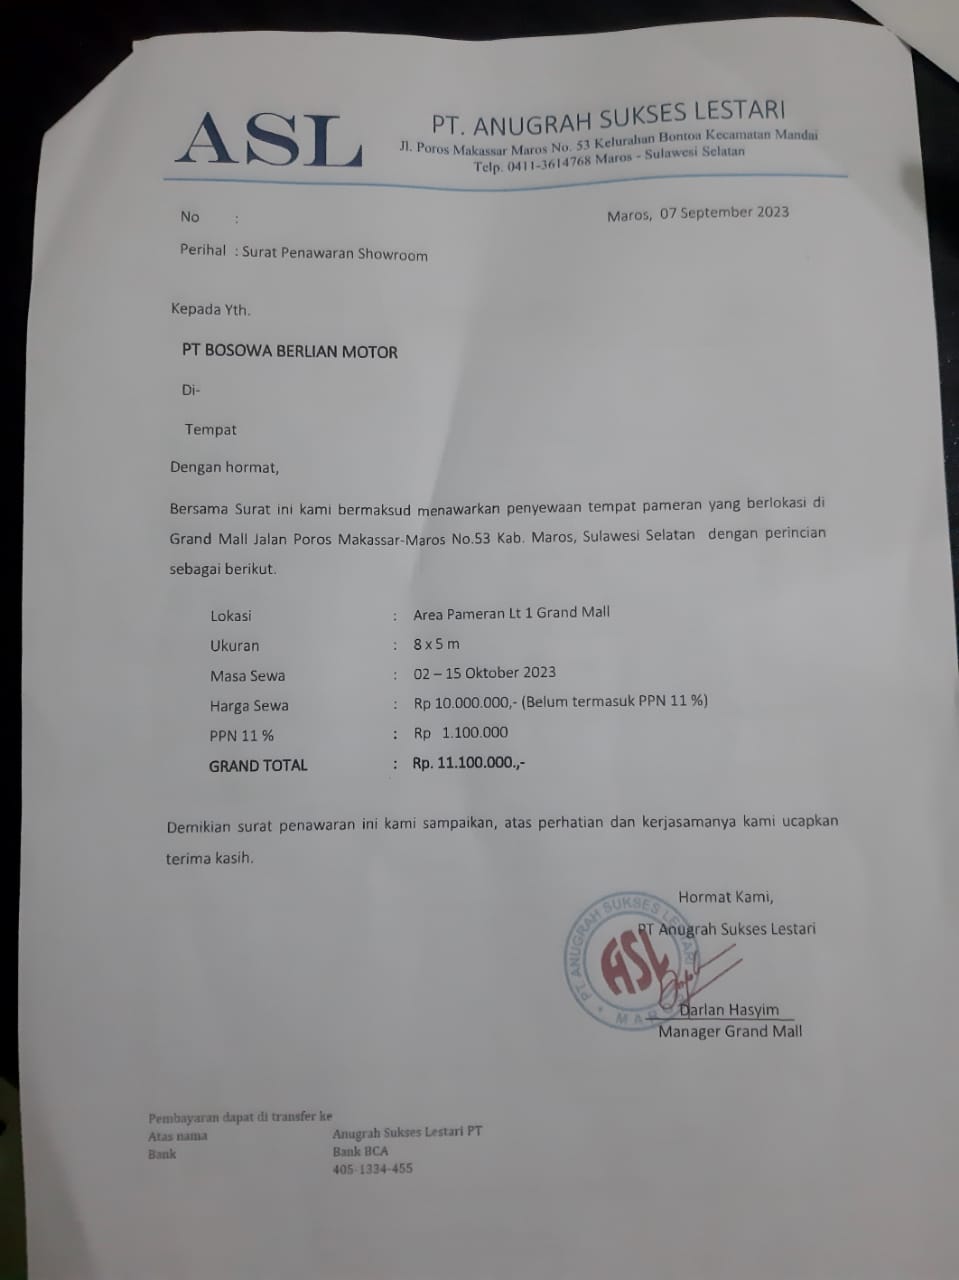 ASL
PT. ANUGRAH SUKSES LESTARI
Jl. Poros Makassar Maros No. 53 Kelurahan Bontoa Kecamatan Mandai
Telp. 0411-3614768 Maros - Sulawesi Selatan
No :
Maros, 07 September 2023
Perihal : Surat Penawaran Showroom
Kepada Yth.
PT BOSOWA BERLIAN MOTOR
Di-
Tempat
Dengan hormat,
Bersama Surat ini kami bermaksud menawarkan penyewaan tempat pameran yang berlokasi di
Grand Mall Jalan Poros Makassar-Maros No.53 Kab. Maros, Sulawesi Selatan dengan perincian
sebagai berikut.
Lokasi : Area Pameran Lt 1 Grand Mall
Ukuran : 8 x 5 m
Masa Sewa : 02 – 15 Oktober 2023
Harga Sewa : Rp 10.000.000,- (Belum termasuk PPN 11 %)
PPN 11 % : Rp 1.100.000
GRAND TOTAL : Rp. 11.100.000.,-
Demikian surat penawaran ini kami sampaikan, atas perhatian dan kerjasamanya kami ucapkan
terima kasih.
Hormat Kami,
PT Anugrah Sukses Lestari
PT ANUGRAH SUKSES LESTARI
ASL
Darlan Hasyim
Manager Grand Mall
Pembayaran dapat di transfer ke
Atas nama Anugrah Sukses Lestari PT
Bank Bank BCA
405-1334-455